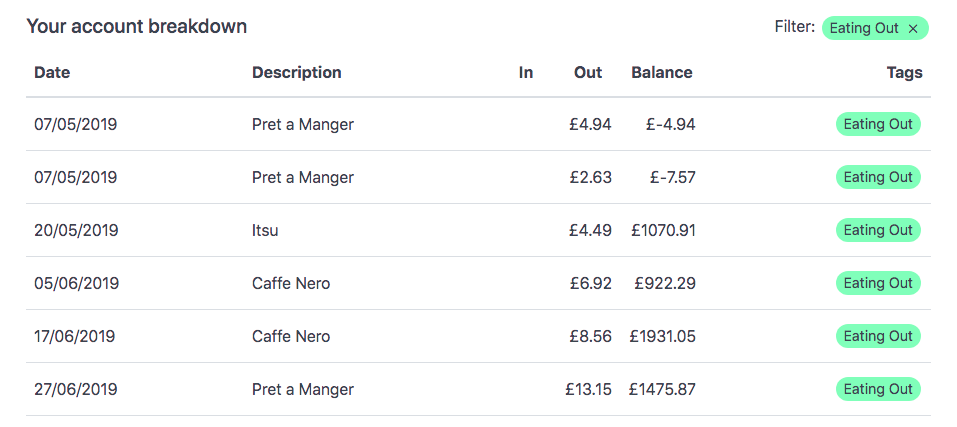 Your account breakdown Filter: Eating Out ×
Date Description In Out Balance Tags
07/05/2019 Pret a Manger £4.94 £-4.94 Eating Out
07/05/2019 Pret a Manger £2.63 £-7.57 Eating Out
20/05/2019 Itsu £4.49 £1070.91 Eating Out
05/06/2019 Caffe Nero £6.92 £922.29 Eating Out
17/06/2019 Caffe Nero £8.56 £1931.05 Eating Out
27/06/2019 Pret a Manger £13.15 £1475.87 Eating Out